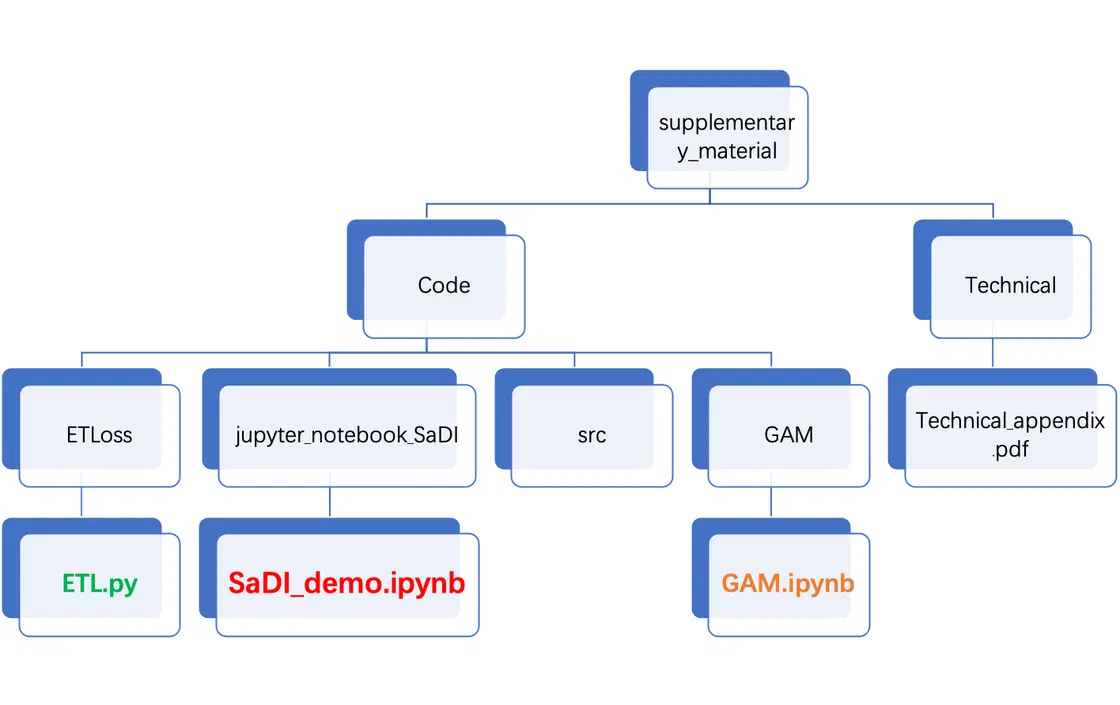 supplementar
y_material
Code
Technical
ETLoss
jupyter_notebook_SaDI
src
GAM
Technical_appendix
.pdf
ETL.py
SaDI_demo.ipynb
GAM.ipynb